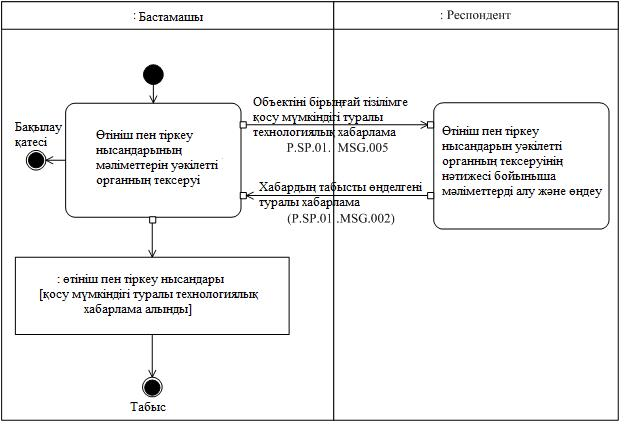 : Бастамашы
: Респондент
Объектіні бірыңғай тізілімге
қосу мүмкіндігі туралы
технологиялық хабарлама
P.SP.01. MSG.005
Бақылау
қатесі
Өтініш пен тіркеу
нысандарының
мәліметтерін уәкілетті
органның тексеруі
Өтініш пен тіркеу
нысандарын уәкілетті
органның тексеруінің
нәтижесі бойыныша
мәліметтерді алу және өңдеу
Хабардың табысты өңделгені
туралы хабарлама
(P.SP.01 .MSG.002)
: өтініш пен тіркеу нысандары
[қосу мүмкіндігі туралы технологиялық
хабарлама алынды]
Табыс